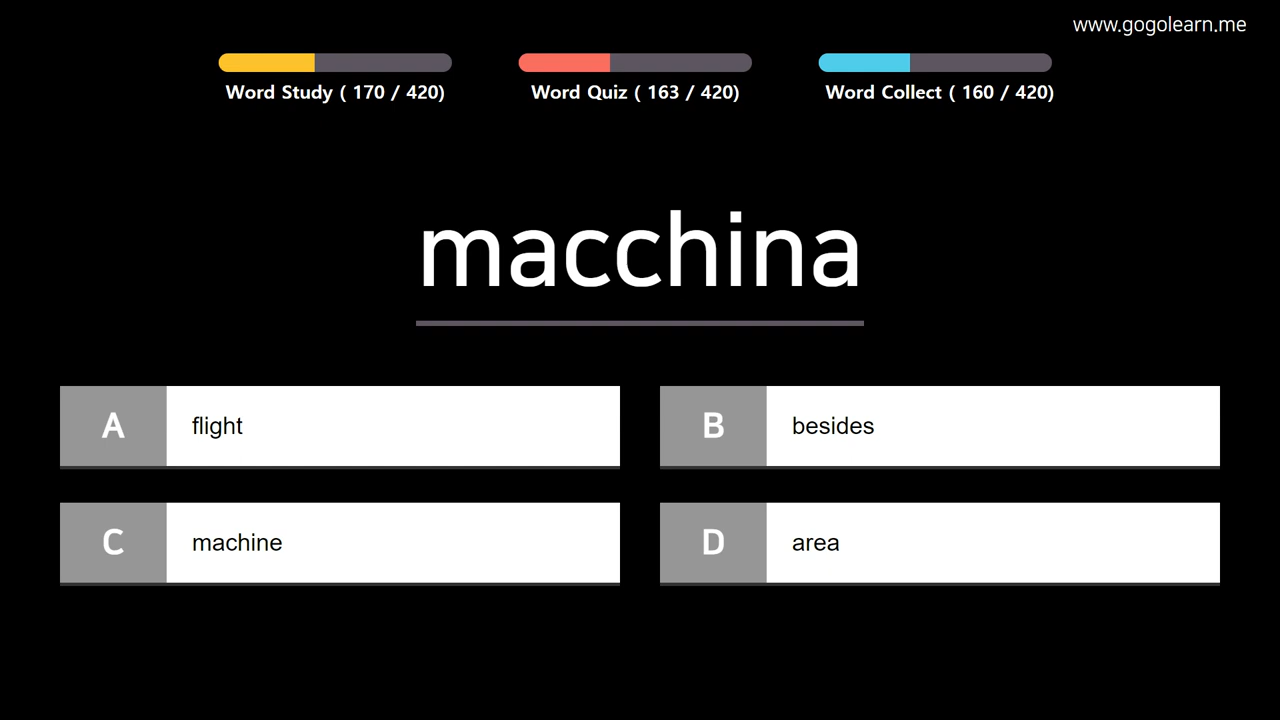 www.gogolearn.me
Word Study ( 170 / 420)
Word Quiz ( 163 / 420)
Word Collect ( 160 / 420)
macchina
A flight
B besides
C machine
D area